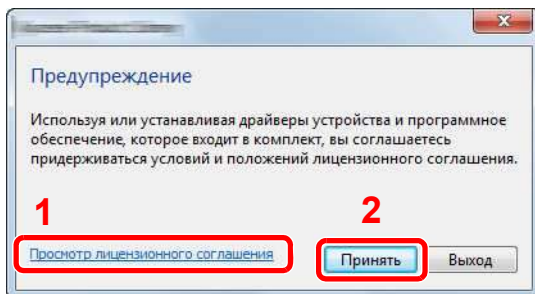 Предупреждение
Используя или устанавливая драйверы устройства и программное
обеспечение, которое входит в комплект, вы соглашаетесь
придерживаться условий и положений лицензионного соглашения.
1
2
Просмотр лицензионного соглашения
Принять
Выход